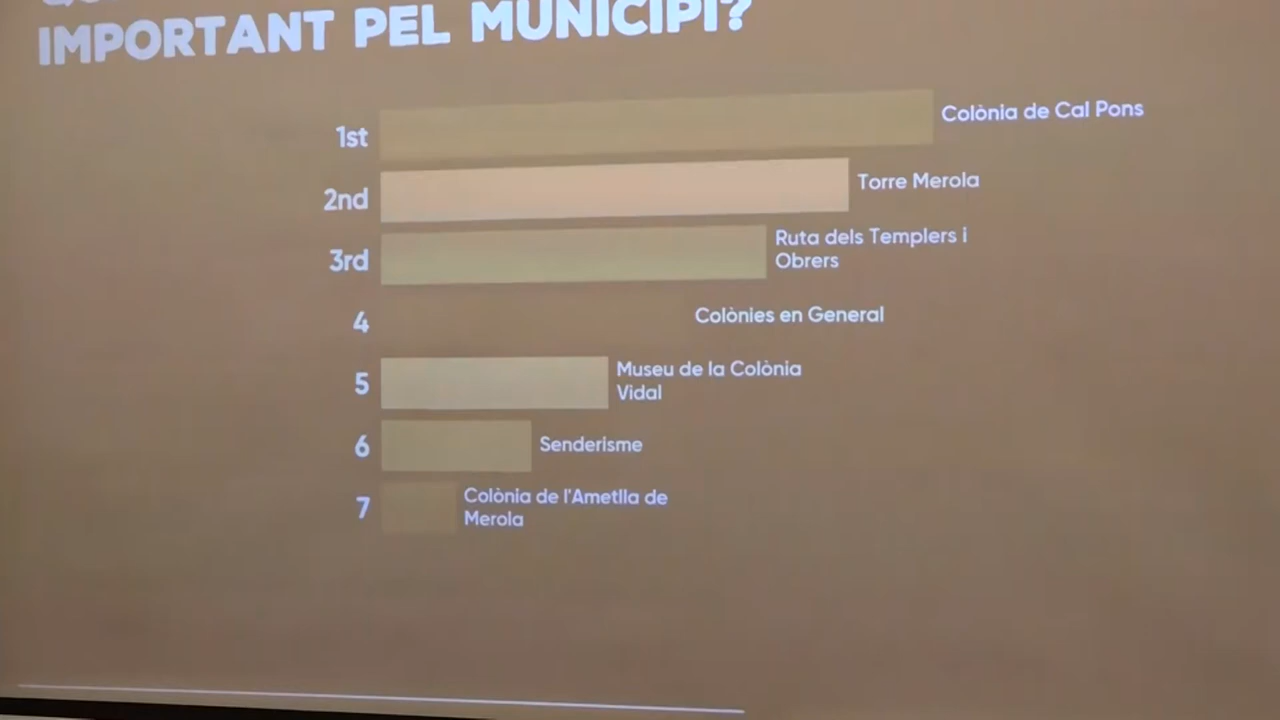 IMPORTANT PEL MUNICIPI?
1st
Colònia de Cal Pons
2nd
Torre Merola
3rd
Ruta dels Templers i
Obrers
4
Colònies en General
5
Museu de la Colònia
Vidal
6
Senderisme
7
Colònia de l'Ametlla de
Merola